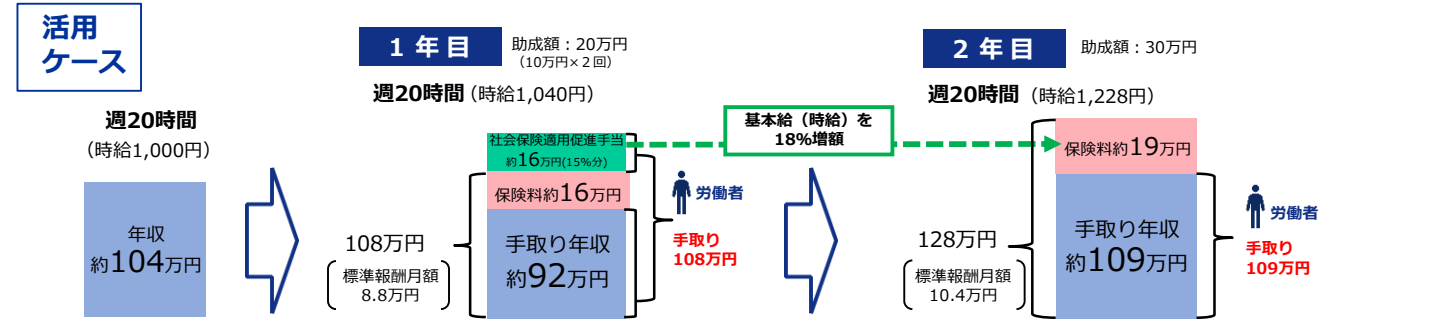 活用
ケース
週20時間
（時給1,000円）
年収
約104万円
１年目
助成額：20万円
（10万円×２回）
週20時間（時給1,040円）
社会保険適用促進手当
約16万円(15%分)
保険料約16万円
手取り年収
約92万円
108万円
標準報酬月額
8.8万円
労働者
手取り
108万円
基本給（時給）を
18%増額
２年目
助成額：30万円
週20時間（時給1,228円）
保険料約19万円
手取り年収
約109万円
128万円
標準報酬月額
10.4万円
労働者
手取り
109万円